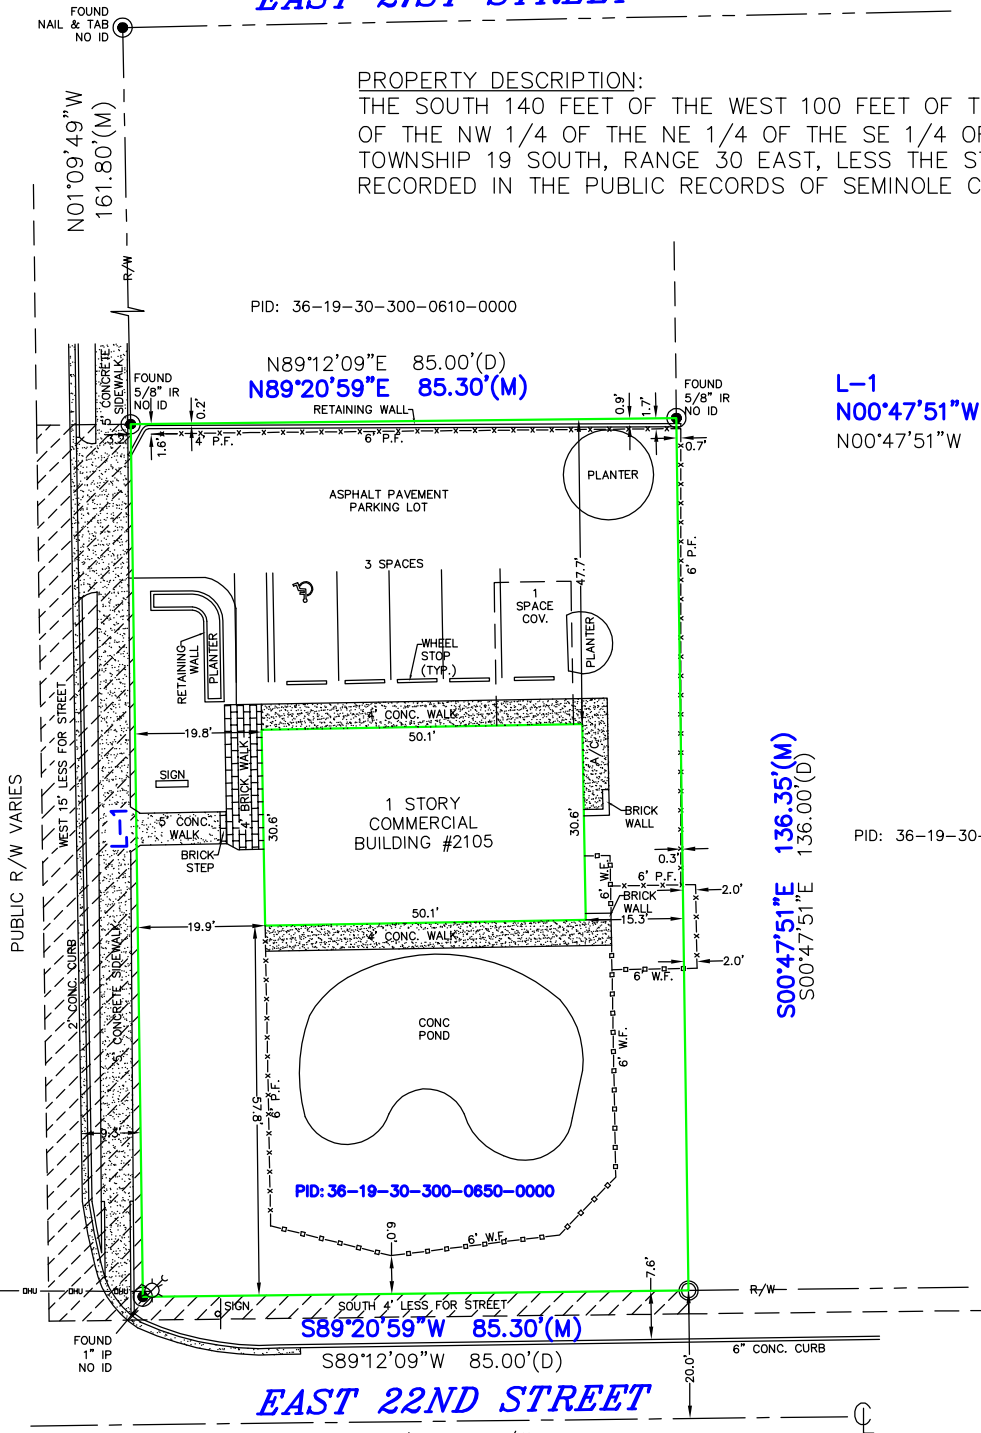 EAST 21ST STREET
FOUND
NAIL & TAB
NO ID
N01°09'49"W
161.80'(M)
PROPERTY DESCRIPTION:
THE SOUTH 140 FEET OF THE WEST 100 FEET OF T
OF THE NW 1/4 OF THE NE 1/4 OF THE SE 1/4 OF
TOWNSHIP 19 SOUTH, RANGE 30 EAST, LESS THE ST
RECORDED IN THE PUBLIC RECORDS OF SEMINOLE C
R/W
PID: 36-19-30-300-0610-0000
N89°12'09"E 85.00'(D)
N89°20'59"E 85.30'(M)
RETAINING WALL
5' CONCRETE
SIDEWALK
FOUND
5/8" IR
NO ID
0.2'
1.6'
4' P.F.
6' P.F.
0.9'
1.7'
FOUND
5/8" IR
NO ID
0.7'
L-1
N00°47'51"W
N00°47'51"W
ASPHALT PAVEMENT
PARKING LOT
PLANTER
6' P.F.
3 SPACES
47.7'
1
SPACE
COV.
PLANTER
WHEEL
STOP
(TYP.)
RETAINING
WALL
PLANTER
4' CONC. WALK
19.8'
50.1'
4' BRICK WALK
A/C
SIGN
5' CONC.
WALK
BRICK
STEP
30.6'
1 STORY
COMMERCIAL
BUILDING #2105
30.6'
BRICK
WALL
L-1
WEST 15' LESS FOR STREET
PUBLIC R/W VARIES
136.35'(M)
136.00'(D)
S00°47'51"E
S00°47'51"E
PID: 36-19-30-
0.3'
6' P.F.
6' W.F.
BRICK
WALL
2.0'
15.3'
19.9'
50.1'
4' CONC. WALK
2.0'
6' W.F.
2' CONC. CURB
5' CONCRETE SIDEWALK
CONC
POND
6' W.F.
57.8'
6' P.F.
9.3'
PID: 36-19-30-300-0650-0000
6.0'
6' W.F.
7.6'
OHU OHU OHU
R/W
SIGN
SOUTH 4' LESS FOR STREET
FOUND
1" IP
NO ID
S89°20'59"W 85.30'(M)
S89°12'09"W 85.00'(D)
6" CONC. CURB
20.0'
EAST 22ND STREET